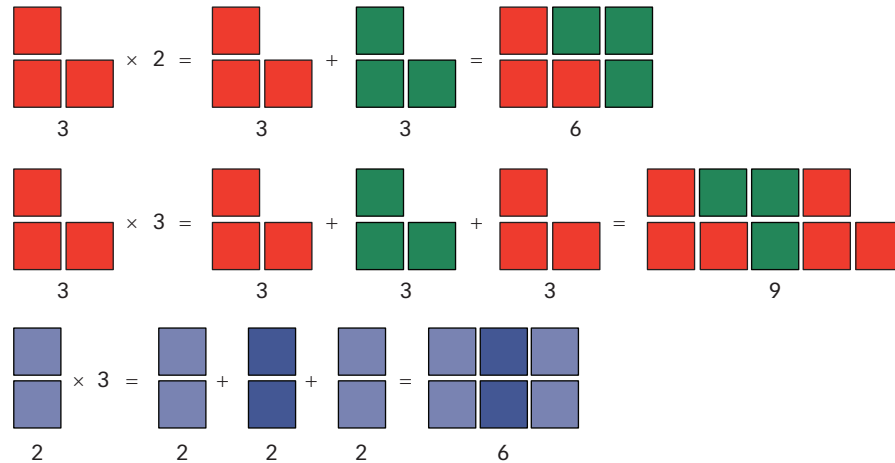 × 2 = + =
3 3 3 6
× 3 = + + =
3 3 3 3 9
× 3 = + + =
2 2 2 2 6